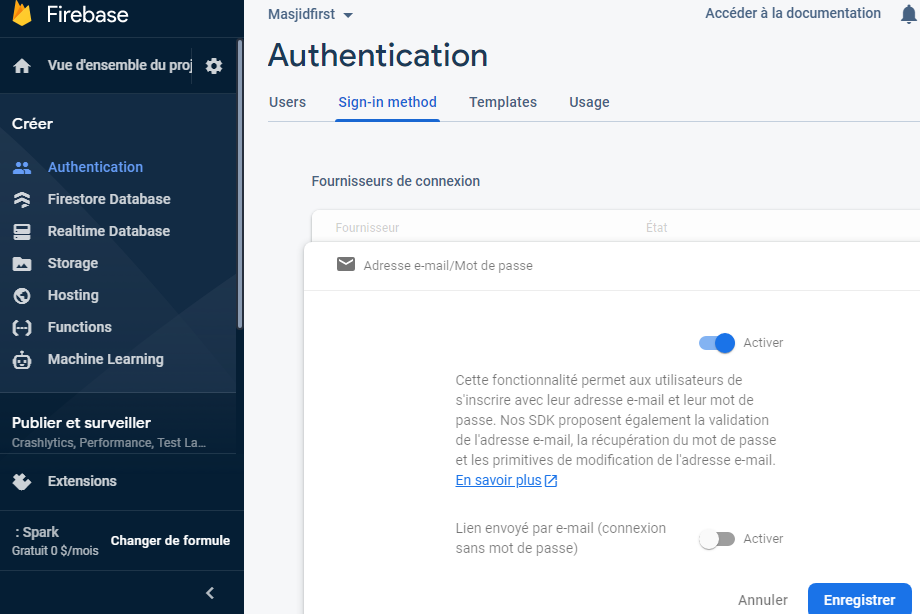 Firebase
Vue d'ensemble du proj
Créer
Authentication
Firestore Database
Realtime Database
Storage
Hosting
Functions
Machine Learning
Publier et surveiller
Crashlytics, Performance, Test La...
Extensions
: Spark
Gratuit 0 $/mois
Changer de formule
Masjidfirst
Accéder à la documentation
Authentication
Users
Sign-in method
Templates
Usage
Fournisseurs de connexion
Fournisseur
État
Adresse e-mail/Mot de passe
Activer
Cette fonctionnalité permet aux utilisateurs de
s'inscrire avec leur adresse e-mail et leur mot de
passe. Nos SDK proposent également la validation
de l'adresse e-mail, la récupération du mot de passe
et les primitives de modification de l'adresse e-mail.
En savoir plus
Lien envoyé par e-mail (connexion
sans mot de passe)
Activer
Annuler
Enregistrer